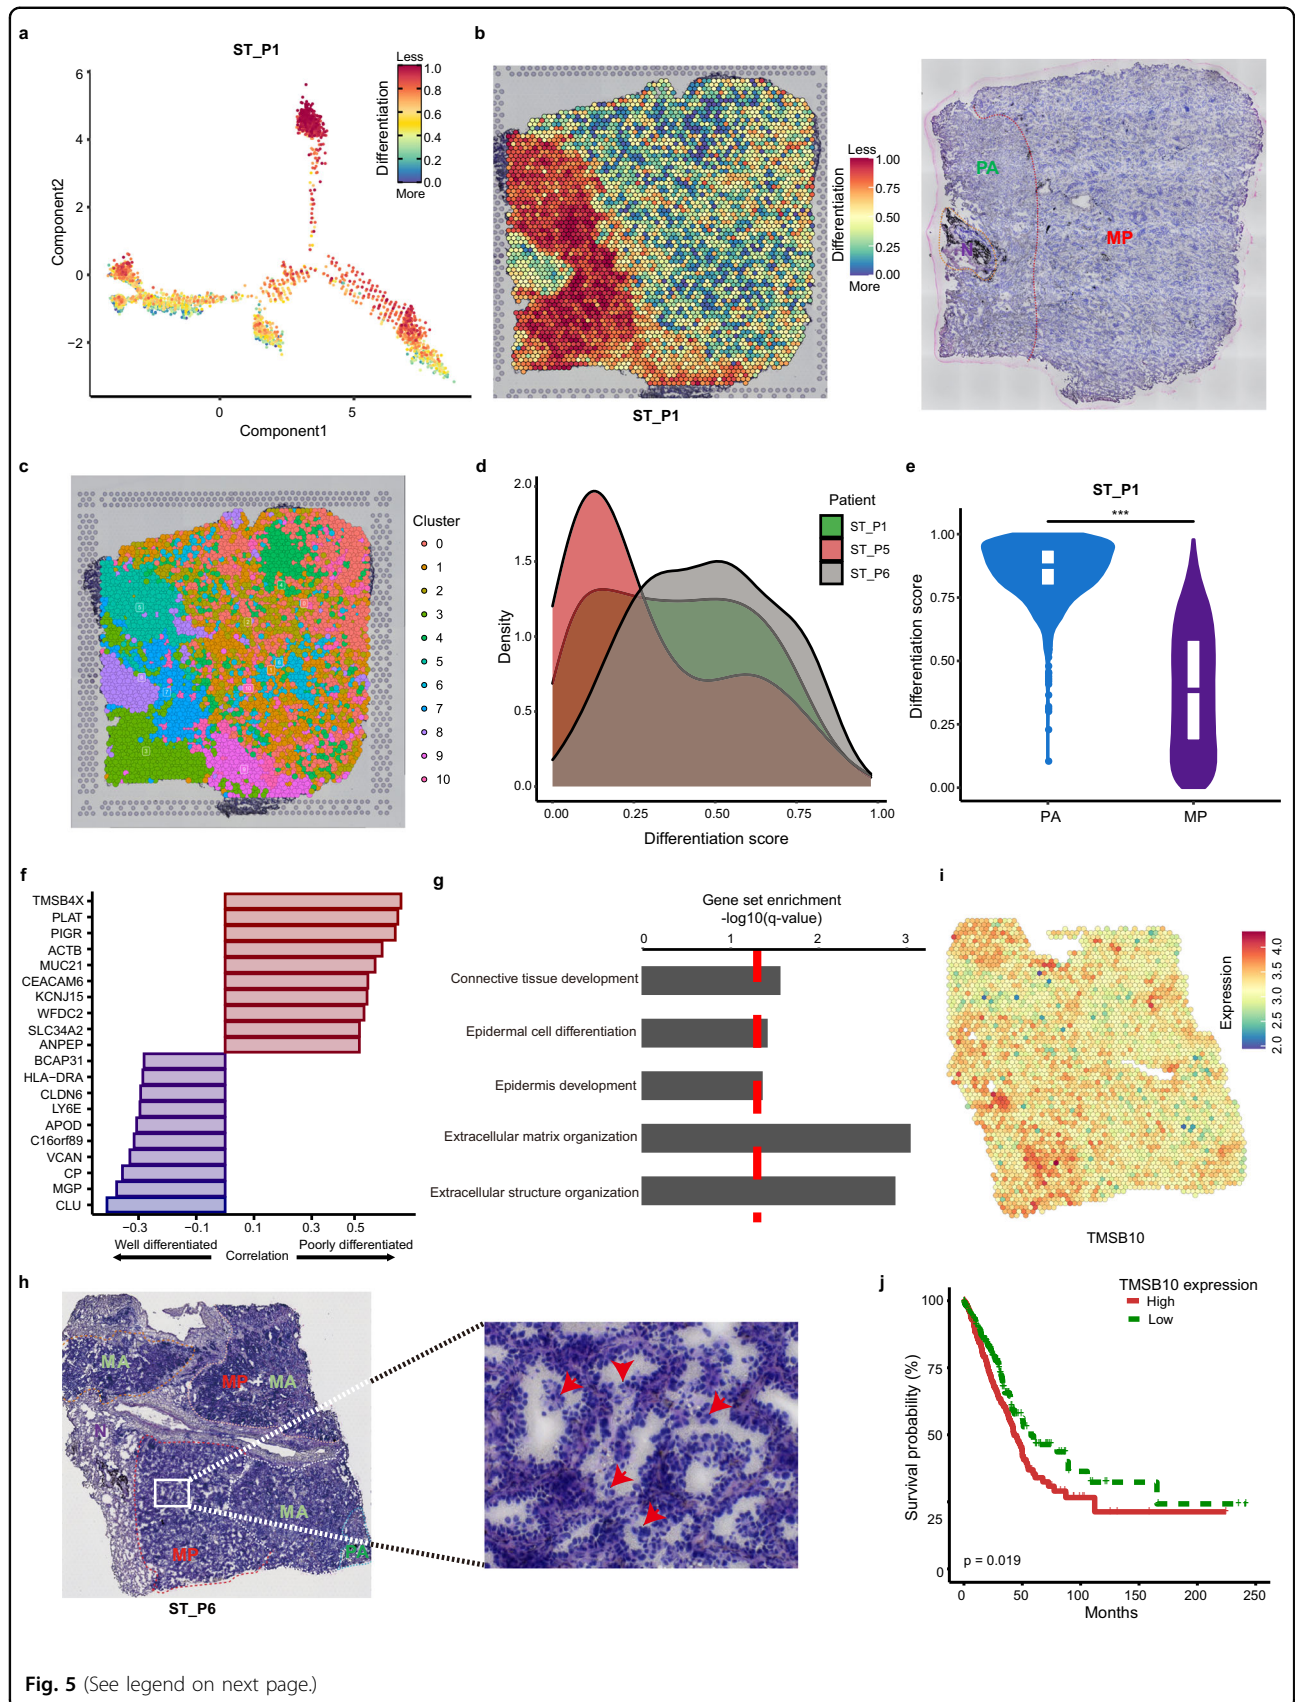 a
ST_P1
Less
1.0
0.8
0.6
0.4
0.2
0.0
More
Differentiation
6
4
2
0
−2
Component2
0
5
Component1
b
Less
1.00
0.75
0.50
0.25
0.00
More
Differentiation
ST_P1
PA
N
MP
c
Cluster
0
1
2
3
4
5
6
7
8
9
10
d
2.0
1.5
1.0
0.5
0.0
Density
Patient
ST_P1
ST_P5
ST_P6
0.00
0.25
0.50
0.75
1.00
Differentiation score
e
ST_P1
***
1.00
0.75
0.50
0.25
0.00
Differentiation score
PA
MP
f
TMSB4X
PLAT
PIGR
ACTB
MUC21
CEACAM6
KCNJ15
WFDC2
SLC34A2
ANPEP
BCAP31
HLA−DRA
CLDN6
LY6E
APOD
C16orf89
VCAN
CP
MGP
CLU
−0.3
−0.1
0.1
0.3
0.5
Well differentiated
Correlation
Poorly differentiated
g
Gene set enrichment
-log10(q-value)
0
1
2
3
Connective tissue development
Epidermal cell differentiation
Epidermis development
Extracellular matrix organization
Extracellular structure organization
i
Expression
4.0
3.5
3.0
2.5
2.0
TMSB10
h
MA
MP + MA
N
MA
MP
PA
ST_P6
j
TMSB10 expression
High
Low
100
75
50
25
0
Survival probability (%)
p = 0.019
0
50
100
150
200
250
Months
Fig. 5 (See legend on next page.)